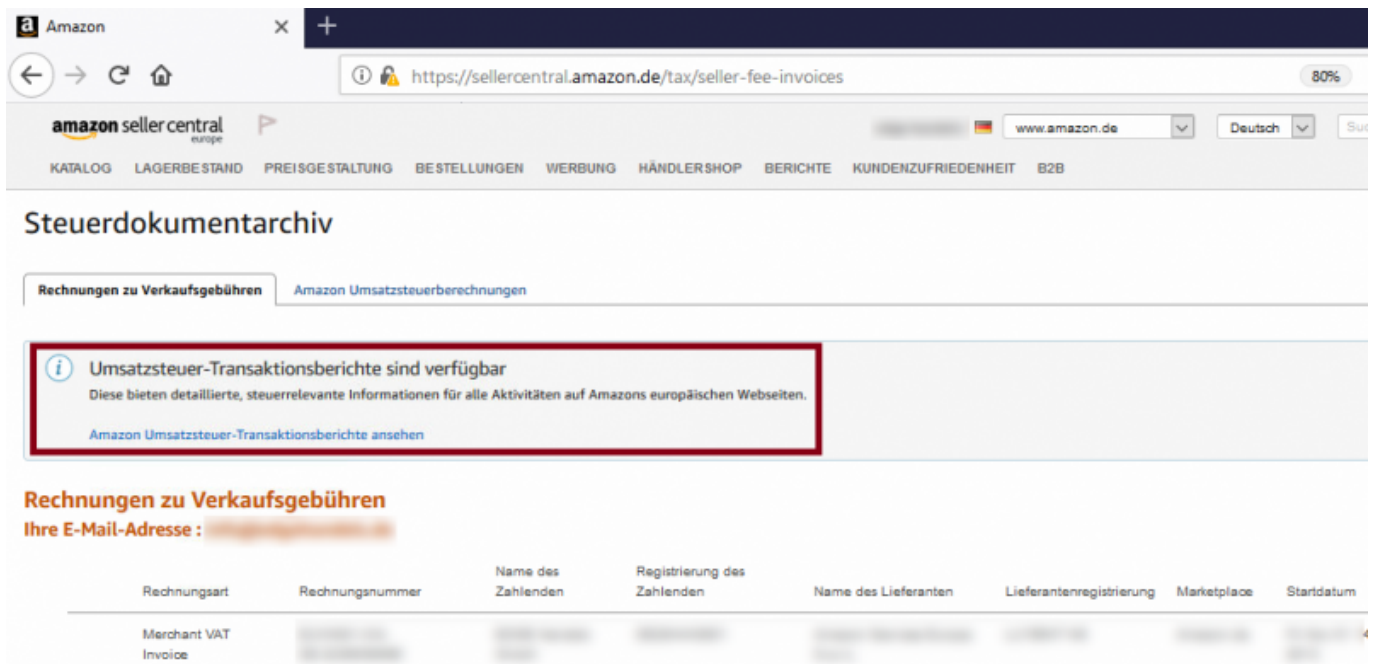 Amazon
https://sellercentral.amazon.de/tax/seller-fee-invoices
80%
amazon seller central
europe
www.amazon.de
Deutsch
KATALOG LAGERBESTAND PREISGESTALTUNG BESTELLUNGEN WERBUNG HÄNDLERSHOP BERICHTE KUNDENZUFRIEDENHEIT B2B
Steuerdokumentarchiv
Rechnungen zu Verkaufsgebühren Amazon Umsatzsteuerberechnungen
Umsatzsteuer-Transaktionsberichte sind verfügbar
Diese bieten detaillierte, steuerrelevante Informationen für alle Aktivitäten auf Amazons europäischen Webseiten.
Amazon Umsatzsteuer-Transaktionsberichte ansehen
Rechnungen zu Verkaufsgebühren
Ihre E-Mail-Adresse :
Rechnungsart Rechnungsnummer Name des Zahlenden Registrierung des Zahlenden Name des Lieferanten Lieferantenregistrierung Marketplace Startdatum
Merchant VAT
Invoice